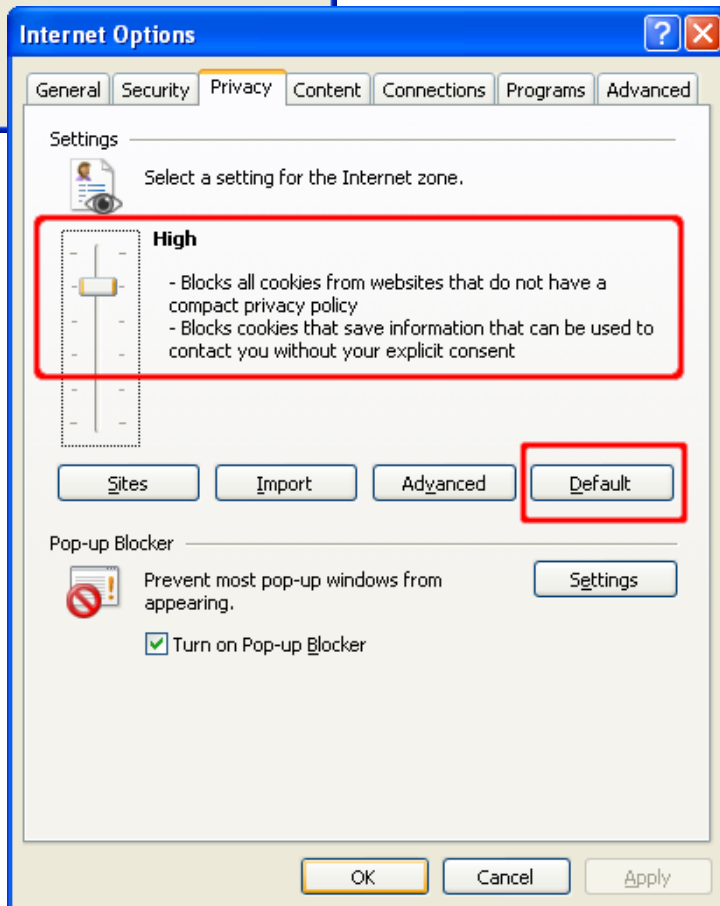 Internet Options
General Security Privacy Content Connections Programs Advanced
Settings
Select a setting for the Internet zone.
High
- Blocks all cookies from websites that do not have a
compact privacy policy
- Blocks cookies that save information that can be used to
contact you without your explicit consent
Sites Import Advanced Default
Pop-up Blocker
Prevent most pop-up windows from
appearing.
Settings
Turn on Pop-up Blocker
OK Cancel Apply